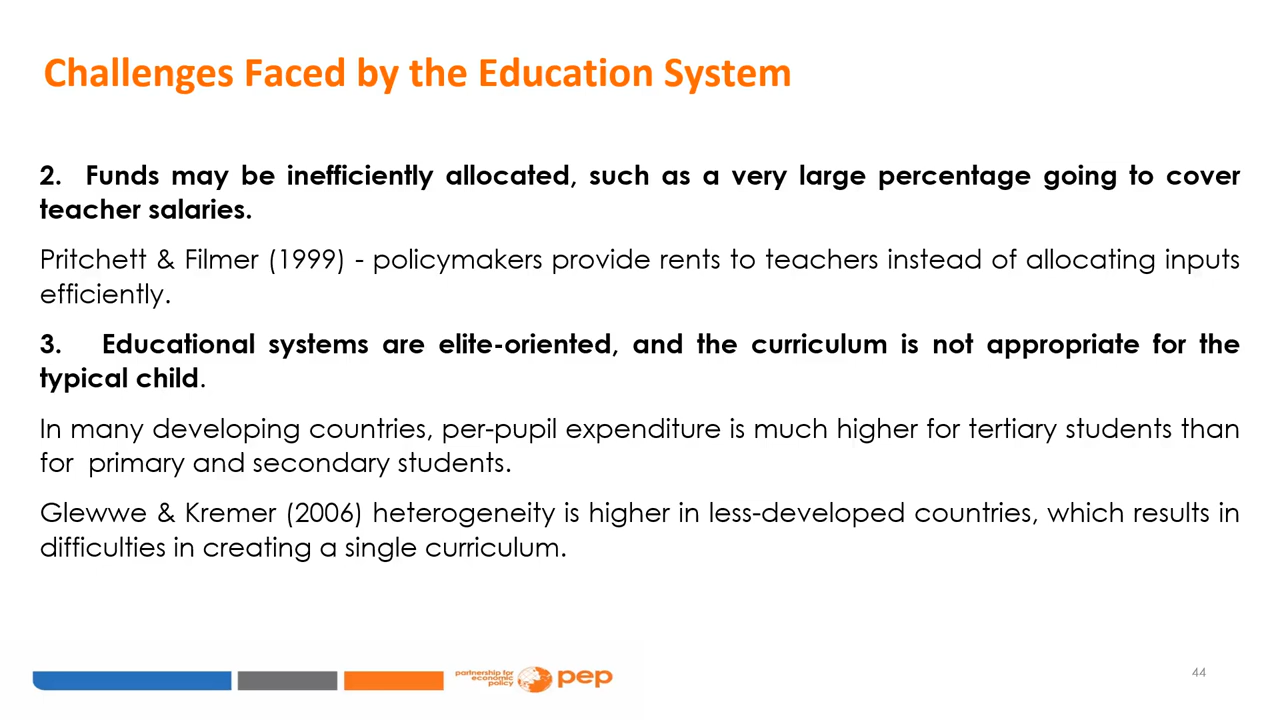 Challenges Faced by the Education System
2. Funds may be inefficiently allocated, such as a very large percentage going to cover
teacher salaries.
Pritchett & Filmer (1999) - policymakers provide rents to teachers instead of allocating inputs
efficiently.
3. Educational systems are elite-oriented, and the curriculum is not appropriate for the
typical child.
In many developing countries, per-pupil expenditure is much higher for tertiary students than
for primary and secondary students.
Glewwe & Kremer (2006) heterogeneity is higher in less-developed countries, which results in
difficulties in creating a single curriculum.
partnership for
economic
policy
pep
44